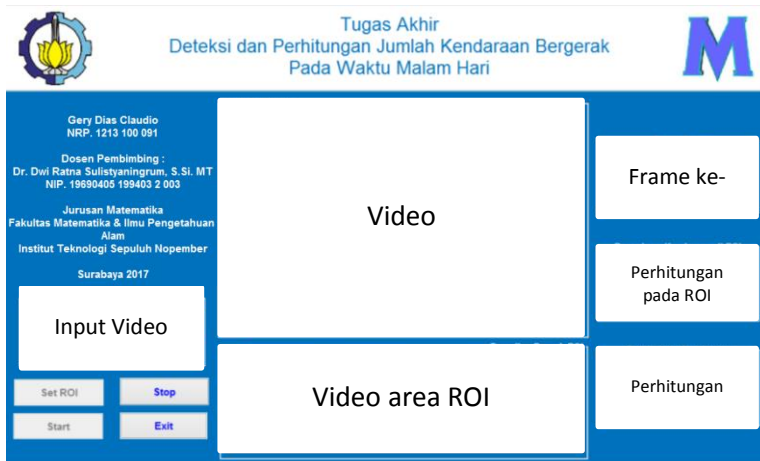 Tugas Akhir
Deteksi dan Perhitungan Jumlah Kendaraan Bergerak
Pada Waktu Malam Hari
M
Gery Dias Claudio
NRP. 1213 100 091
Dosen Pembimbing :
Dr. Dwi Ratna Sulistyaningrum, S.Si. MT
NIP. 19690405 199403 2 003
Jurusan Matematika
Fakultas Matematika & Ilmu Pengetahuan
Alam
Institut Teknologi Sepuluh Nopember
Surabaya 2017
Input Video
Set ROI
Stop
Start
Exit
Video
Video area ROI
Frame ke-
Perhitungan
pada ROI
Perhitungan